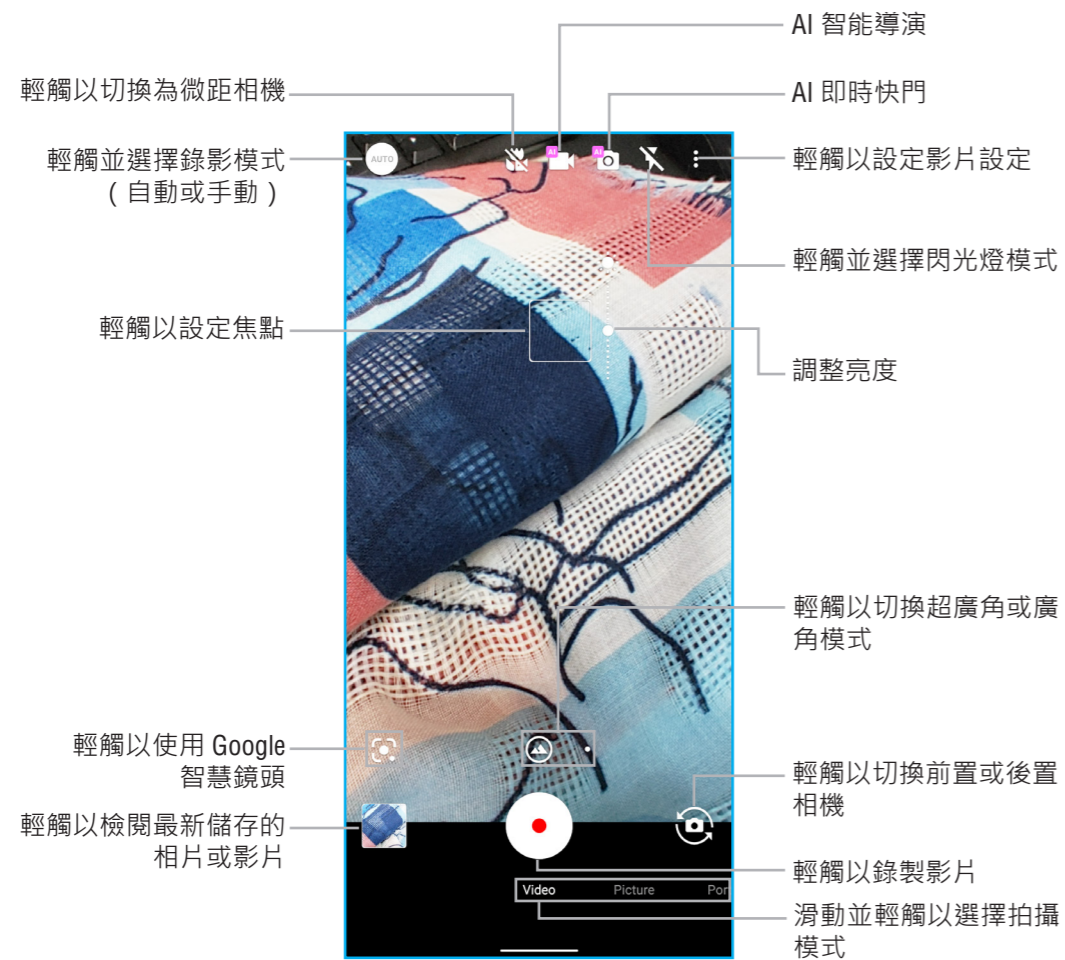 AI 智能導演
輕觸以切換為微距相機
AI 即時快門
輕觸並選擇錄影模式
（自動或手動）
AUTO
AI
AI
輕觸以設定影片設定
輕觸並選擇閃光燈模式
輕觸以設定焦點
調整亮度
輕觸以切換超廣角或廣
角模式
輕觸以使用 Google
智慧鏡頭
輕觸以切換前置或後置
相機
輕觸以檢閱最新儲存的
相片或影片
輕觸以錄製影片
Video Picture Por
滑動並輕觸以選擇拍攝
模式